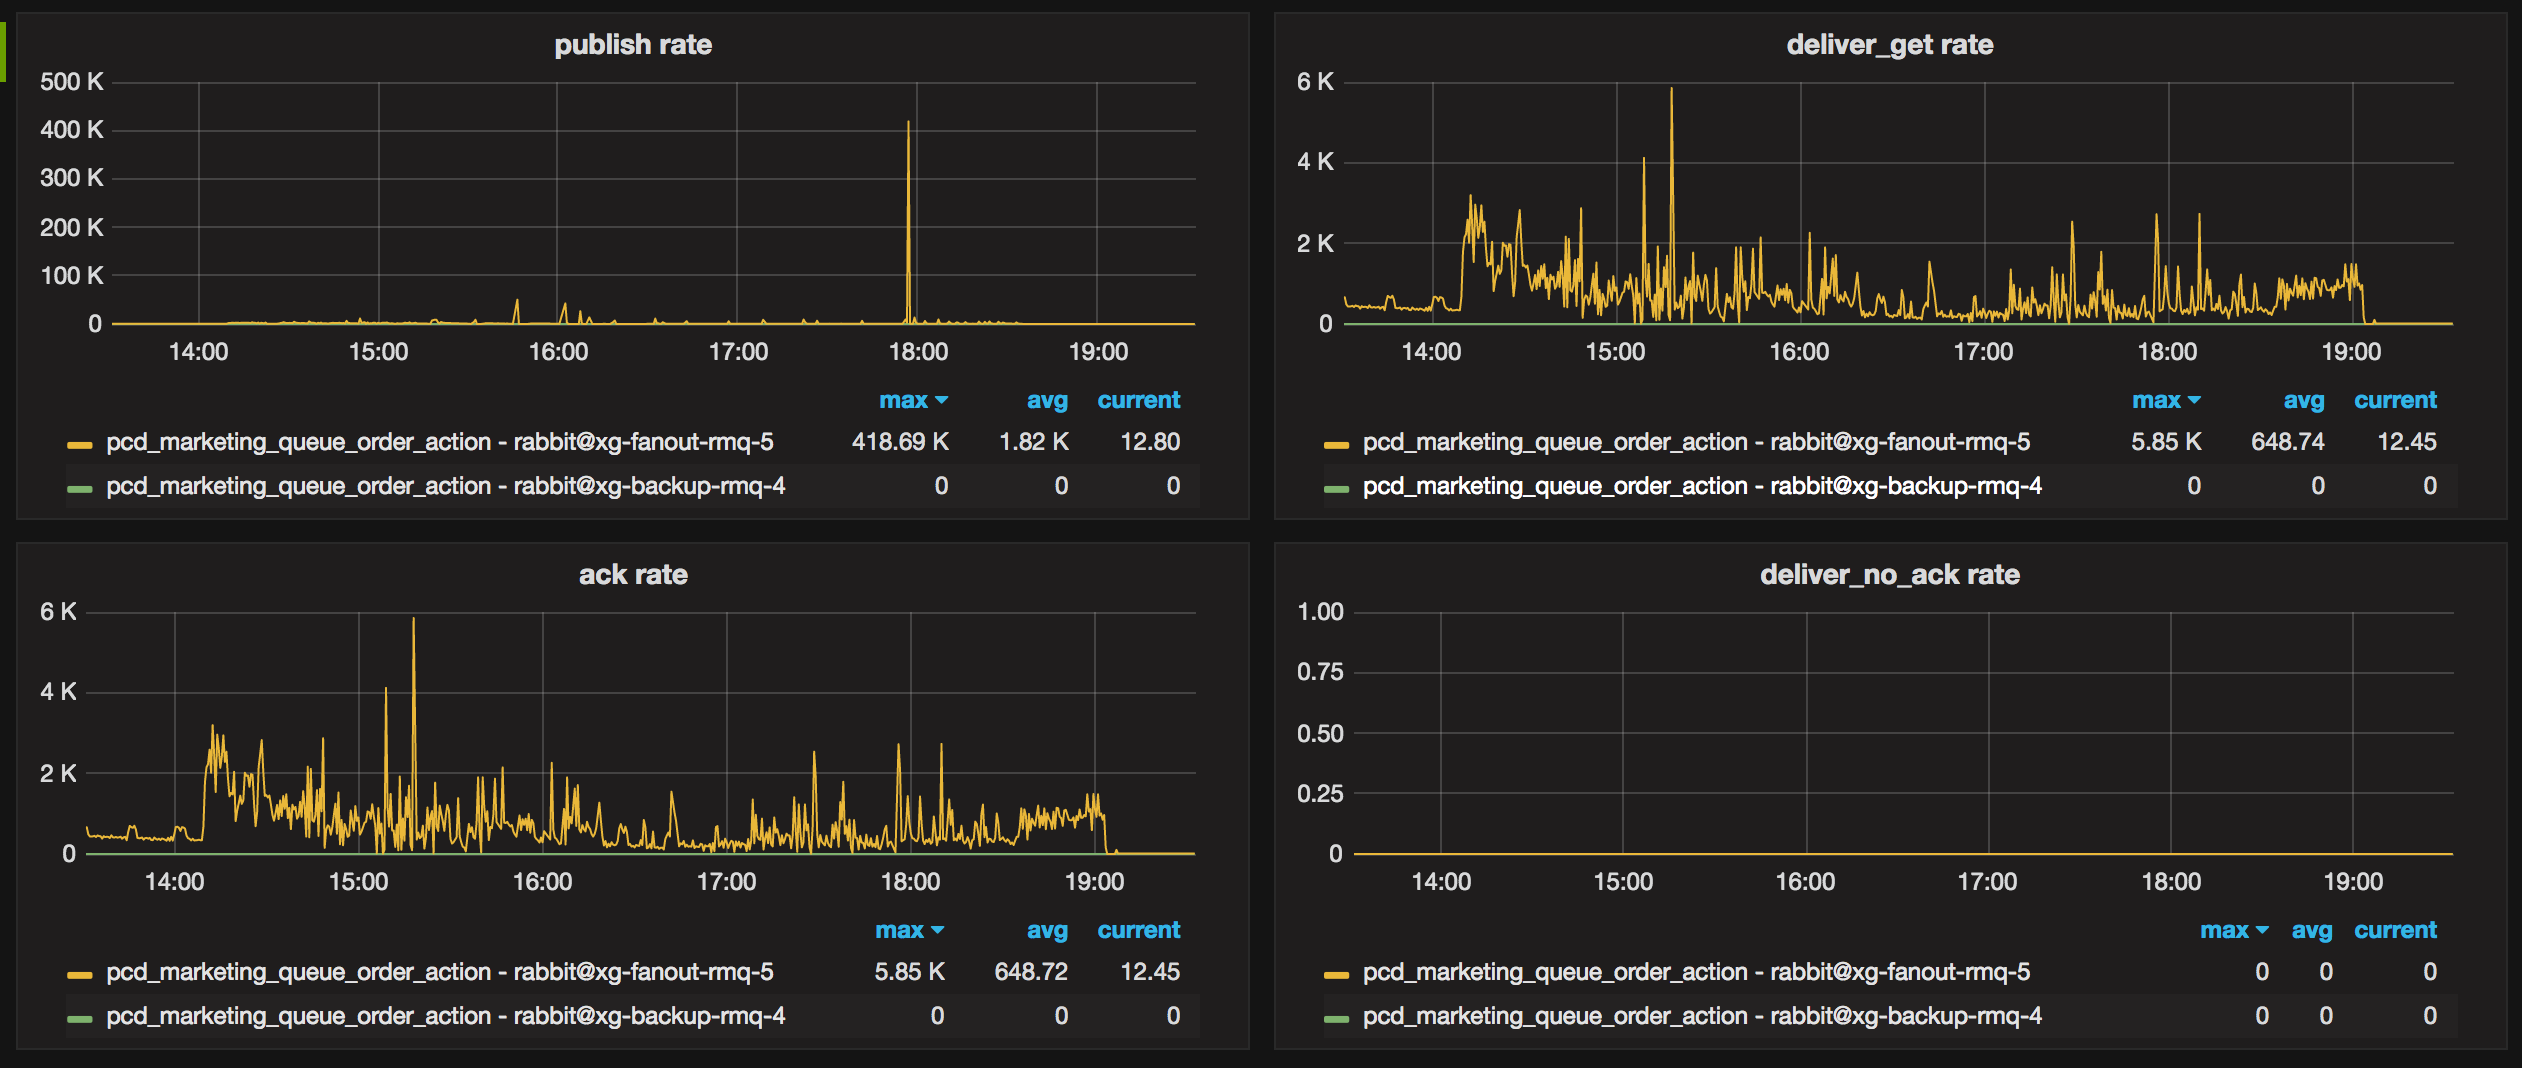 publish rate
500 K
400 K
300 K
200 K
100 K
0
14:00 15:00 16:00 17:00 18:00 19:00
max avg current
pcd_marketing_queue_order_action - rabbit@xg-fanout-rmq-5 418.69 K 1.82 K 12.80
pcd_marketing_queue_order_action - rabbit@xg-backup-rmq-4 0 0 0
deliver_get rate
6 K
4 K
2 K
0
14:00 15:00 16:00 17:00 18:00 19:00
max avg current
pcd_marketing_queue_order_action - rabbit@xg-fanout-rmq-5 5.85 K 648.74 12.45
pcd_marketing_queue_order_action - rabbit@xg-backup-rmq-4 0 0 0
ack rate
6 K
4 K
2 K
0
14:00 15:00 16:00 17:00 18:00 19:00
max avg current
pcd_marketing_queue_order_action - rabbit@xg-fanout-rmq-5 5.85 K 648.72 12.45
pcd_marketing_queue_order_action - rabbit@xg-backup-rmq-4 0 0 0
deliver_no_ack rate
1.00
0.75
0.50
0.25
0
14:00 15:00 16:00 17:00 18:00 19:00
max avg current
pcd_marketing_queue_order_action - rabbit@xg-fanout-rmq-5 0 0 0
pcd_marketing_queue_order_action - rabbit@xg-backup-rmq-4 0 0 0